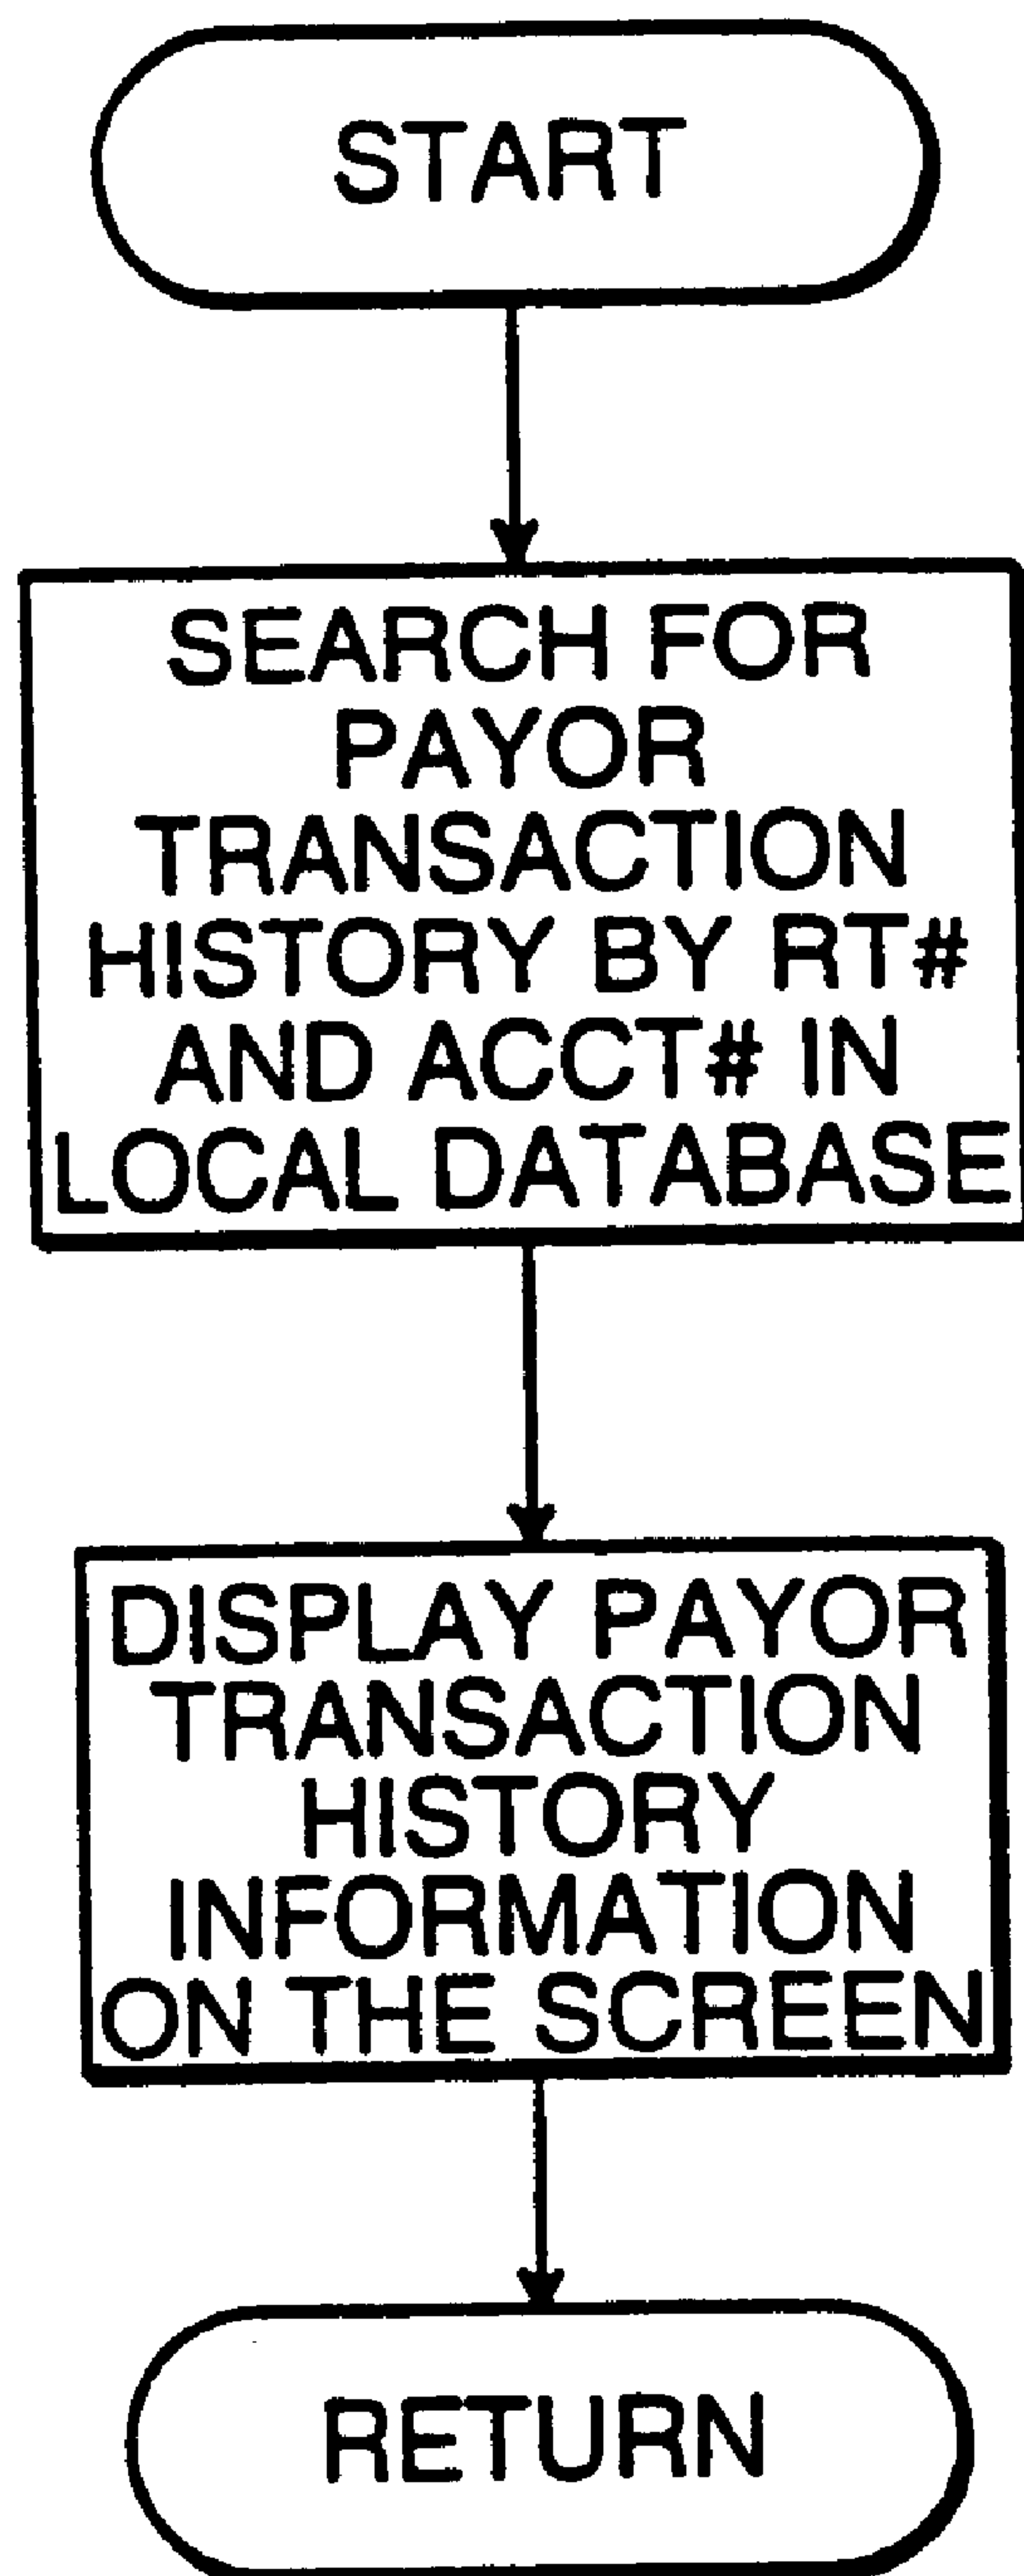 START
SEARCH FOR
PAYOR
TRANSACTION
HISTORY BY RT#
AND ACCT# IN
LOCAL DATABASE
DISPLAY PAYOR
TRANSACTION
HISTORY
INFORMATION
ON THE SCREEN
RETURN